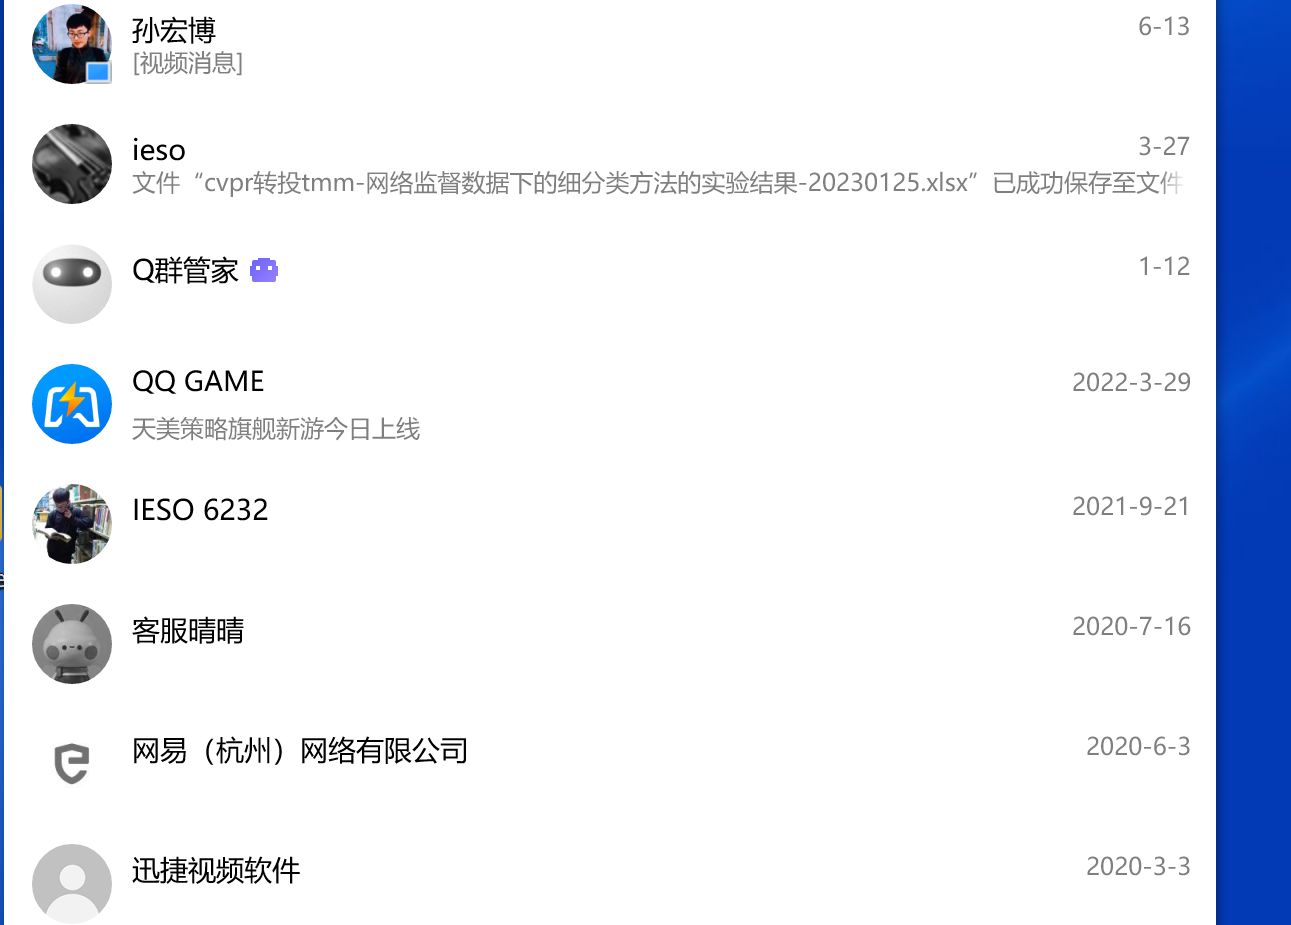 孙宏博
6-13
[视频消息]
ieso
3-27
文件“cvpr转投tmm-网络监督数据下的细分类方法的实验结果-20230125.xlsx”已成功保存至文件
Q群管家
1-12
QQ GAME
2022-3-29
天美策略旗舰新游今日上线
IESO 6232
2021-9-21
客服晴晴
2020-7-16
网易（杭州）网络有限公司
2020-6-3
迅捷视频软件
2020-3-3